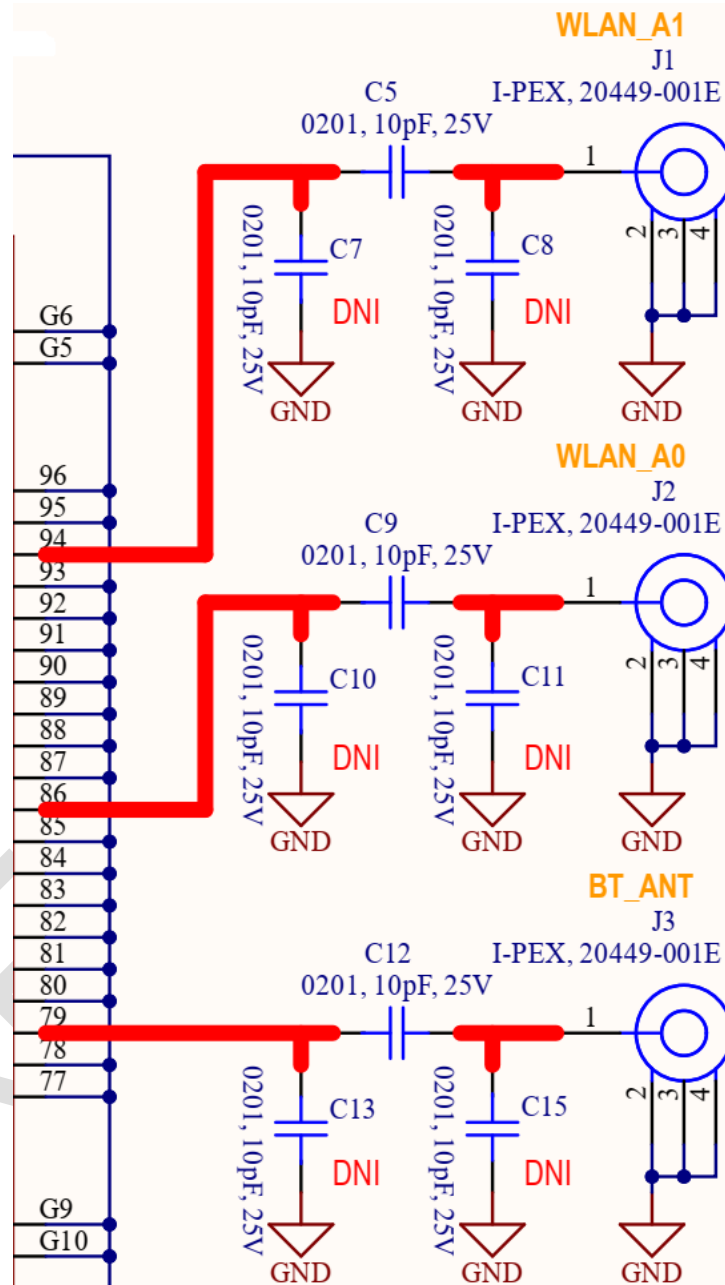 WLAN_A1
J1
I-PEX, 20449-001E
C5
0201, 10pF, 25V
1
2
3
4
C7
0201, 10pF, 25V
DNI
GND
C8
0201, 10pF, 25V
DNI
GND
GND
G6
G5
WLAN_A0
J2
I-PEX, 20449-001E
C9
0201, 10pF, 25V
1
2
3
4
C10
0201, 10pF, 25V
DNI
GND
C11
0201, 10pF, 25V
DNI
GND
GND
96
95
94
93
92
91
90
89
88
87
86
85
84
83
82
81
80
79
78
77
BT_ANT
J3
I-PEX, 20449-001E
C12
0201, 10pF, 25V
1
2
3
4
C13
0201, 10pF, 25V
DNI
GND
C15
0201, 10pF, 25V
DNI
GND
GND
G9
G10